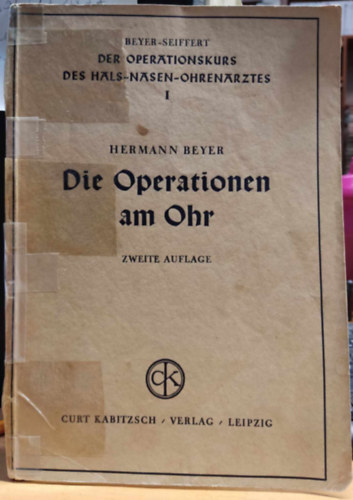 BEYER-SEIFFERT
DER OPERATIONSKURS
DES HALS-NASEN-OHRENARZTES
I
HERMANN BEYER
Die Operationen
am Ohr
ZWEITE AUFLAGE
CK
CURT KABITZSCH / VERLAG / LEIPZIG